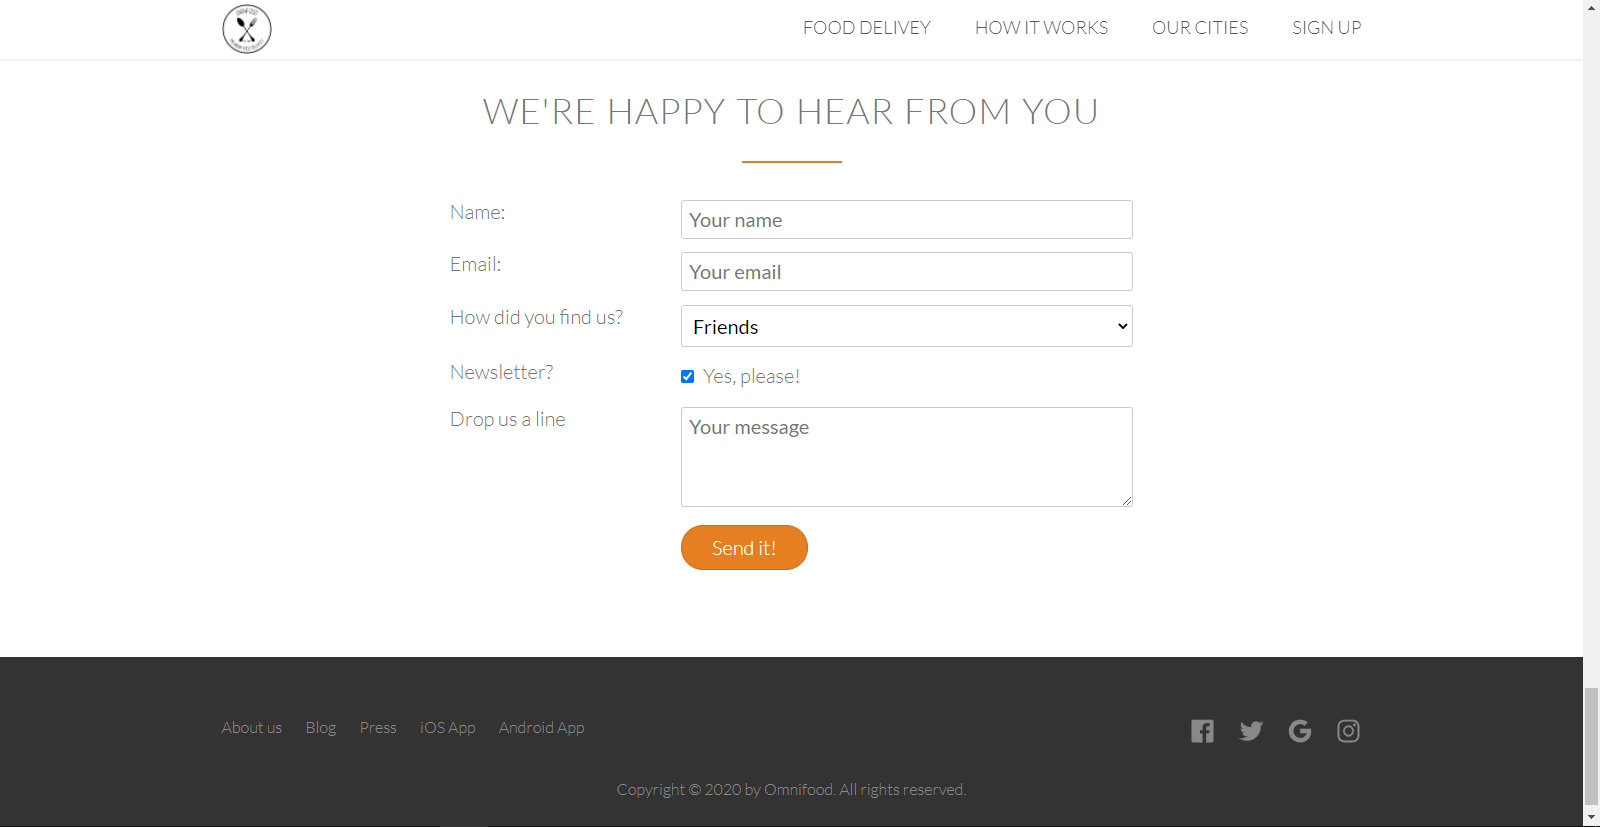 FOOD DELIVEY HOW IT WORKS OUR CITIES SIGN UP
WE'RE HAPPY TO HEAR FROM YOU
Name: Your name
Email: Your email
How did you find us? Friends
Newsletter? Yes, please!
Drop us a line Your message
Send it!
About us Blog Press iOS App Android App
Copyright © 2020 by Omnifood. All rights reserved.